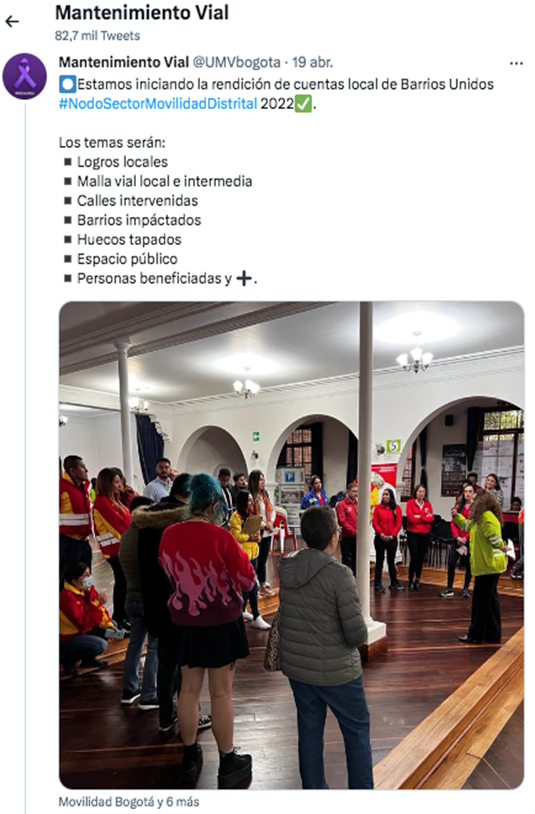 Mantenimiento Vial
82,7 mil Tweets
Mantenimiento Vial @UMVbogota · 19 abr.
Estamos iniciando la rendición de cuentas local de Barrios Unidos
#NodoSectorMovilidadDistrital 2022✅.
Los temas serán:
▪ Logros locales
▪ Malla vial local e intermedia
▪ Calles intervenidas
▪ Barrios impáctados
▪ Huecos tapados
▪ Espacio público
▪ Personas beneficiadas y ➕.
Movilidad Bogotá y 6 más